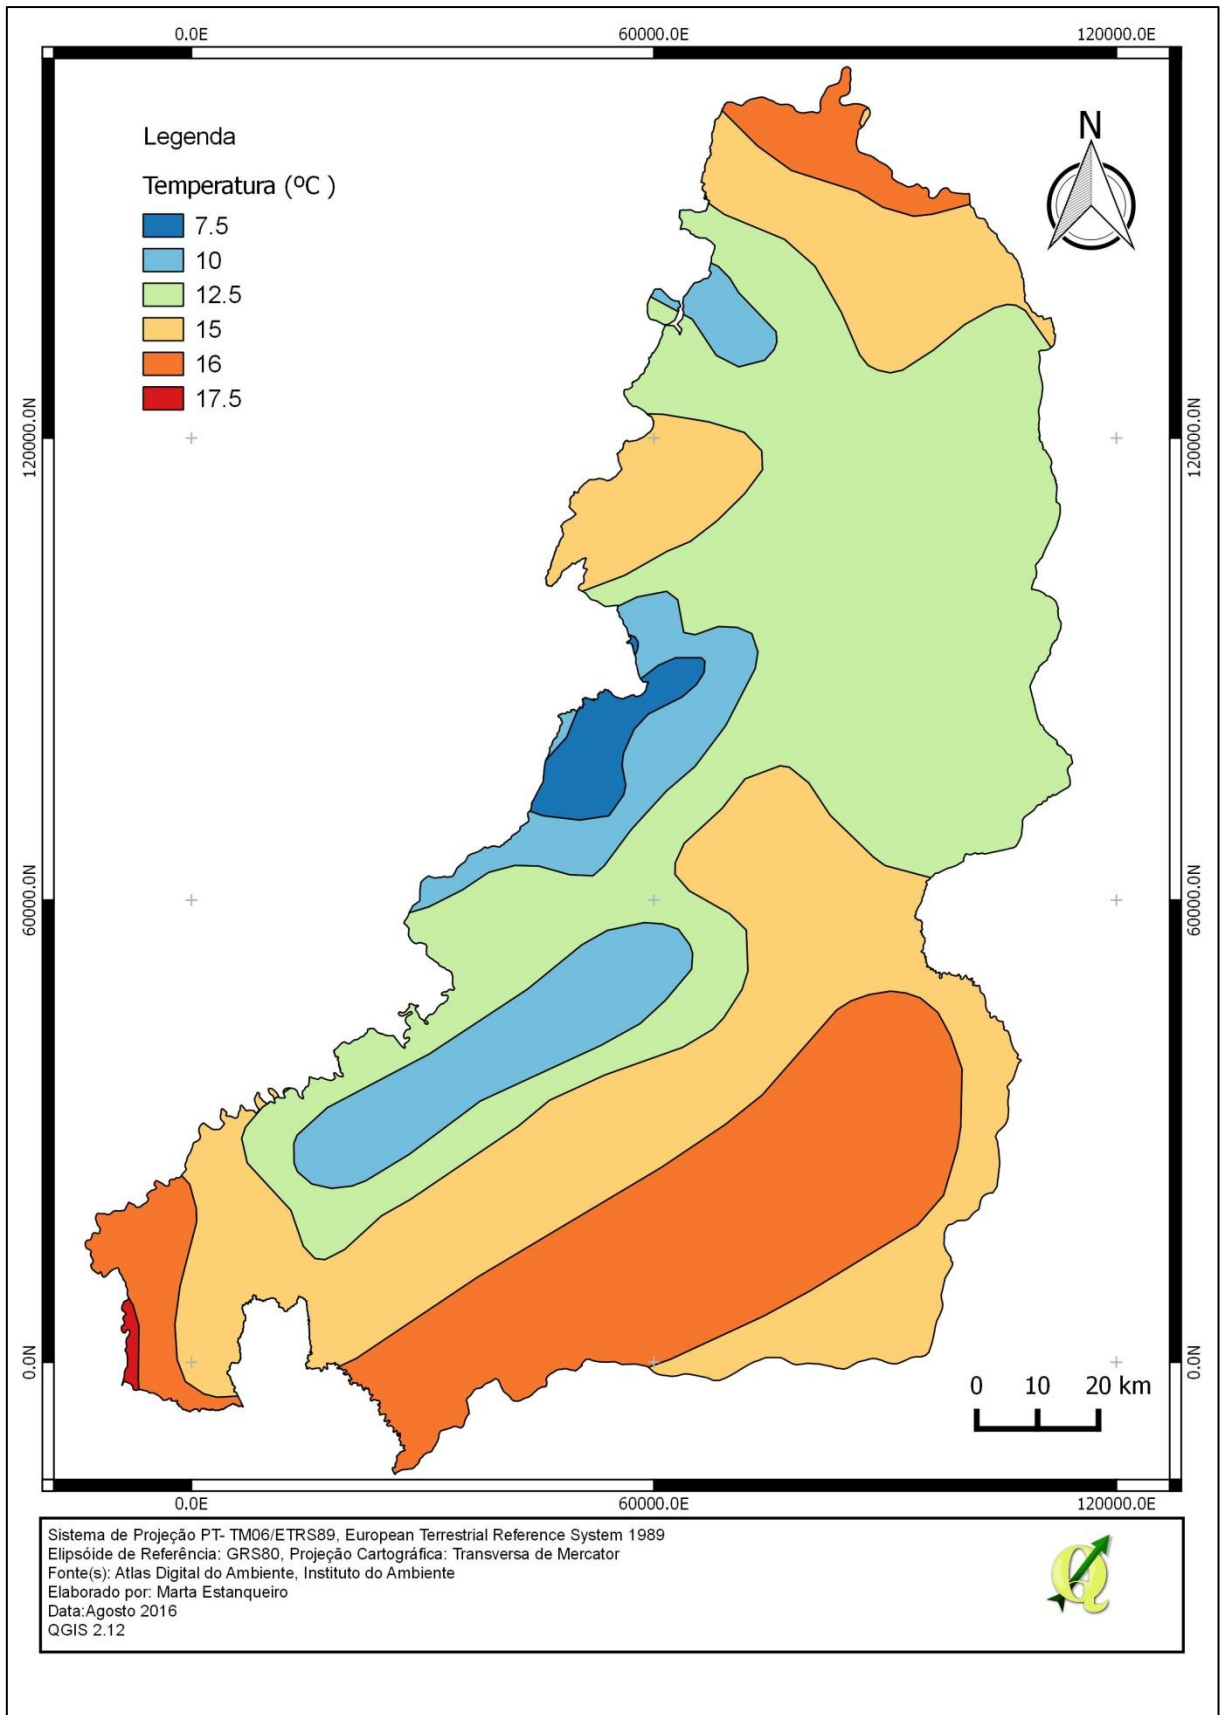 0.0E
60000.0E
120000.0E
N
Legenda
Temperatura (ºC )
7.5
10
12.5
15
16
17.5
120000.0N
120000.0N
60000.0N
60000.0N
0.0N
0.0N
0 10 20 km
0.0E
60000.0E
120000.0E
Sistema de Projeção PT- TM06/ETRS89, European Terrestrial Reference System 1989
Elipsóide de Referência: GRS80, Projeção Cartográfica: Transversa de Mercator
Fonte(s): Atlas Digital do Ambiente, Instituto do Ambiente
Elaborado por: Marta Estanqueiro
Data:Agosto 2016
QGIS 2.12